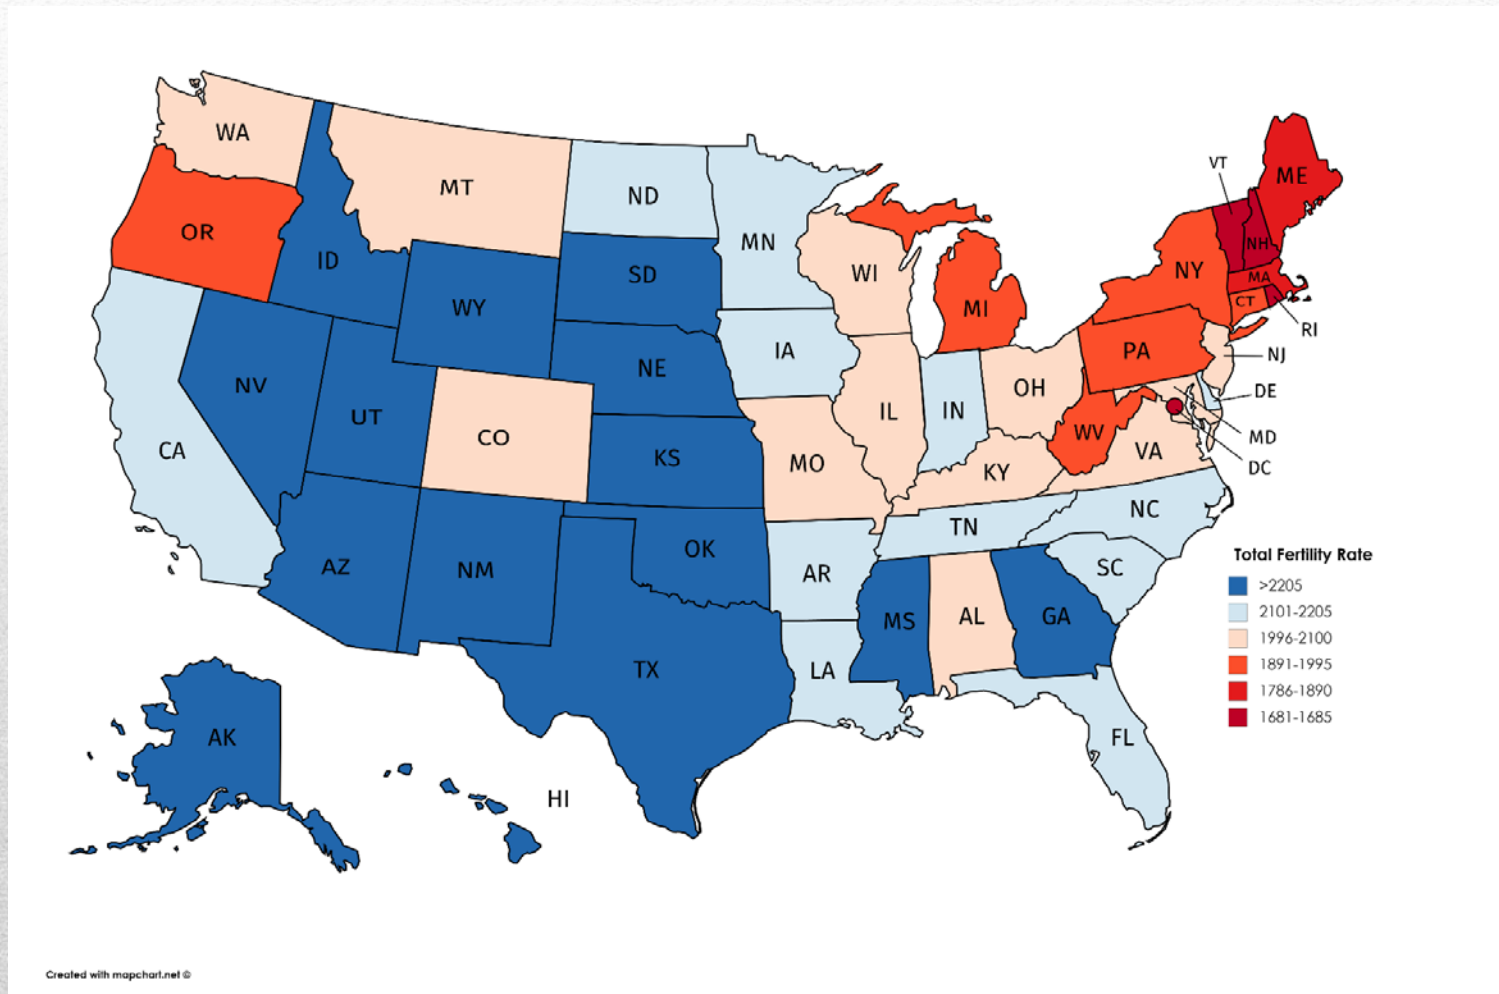 WA
MT
ND
MN
OR
ID
WY
SD
WI
MI
VT
ME
NH
NY
MA
CT
RI
PA
NJ
DE
MD
DC
NV
UT
CO
NE
IA
IL
IN
OH
WV
VA
CA
KS
MO
KY
AZ
NM
OK
AR
TN
NC
SC
TX
LA
MS
AL
GA
FL
AK
HI
Total Fertility Rate
>2205
2101-2205
1996-2100
1891-1995
1786-1890
1681-1685
Created with mapchart.net ©